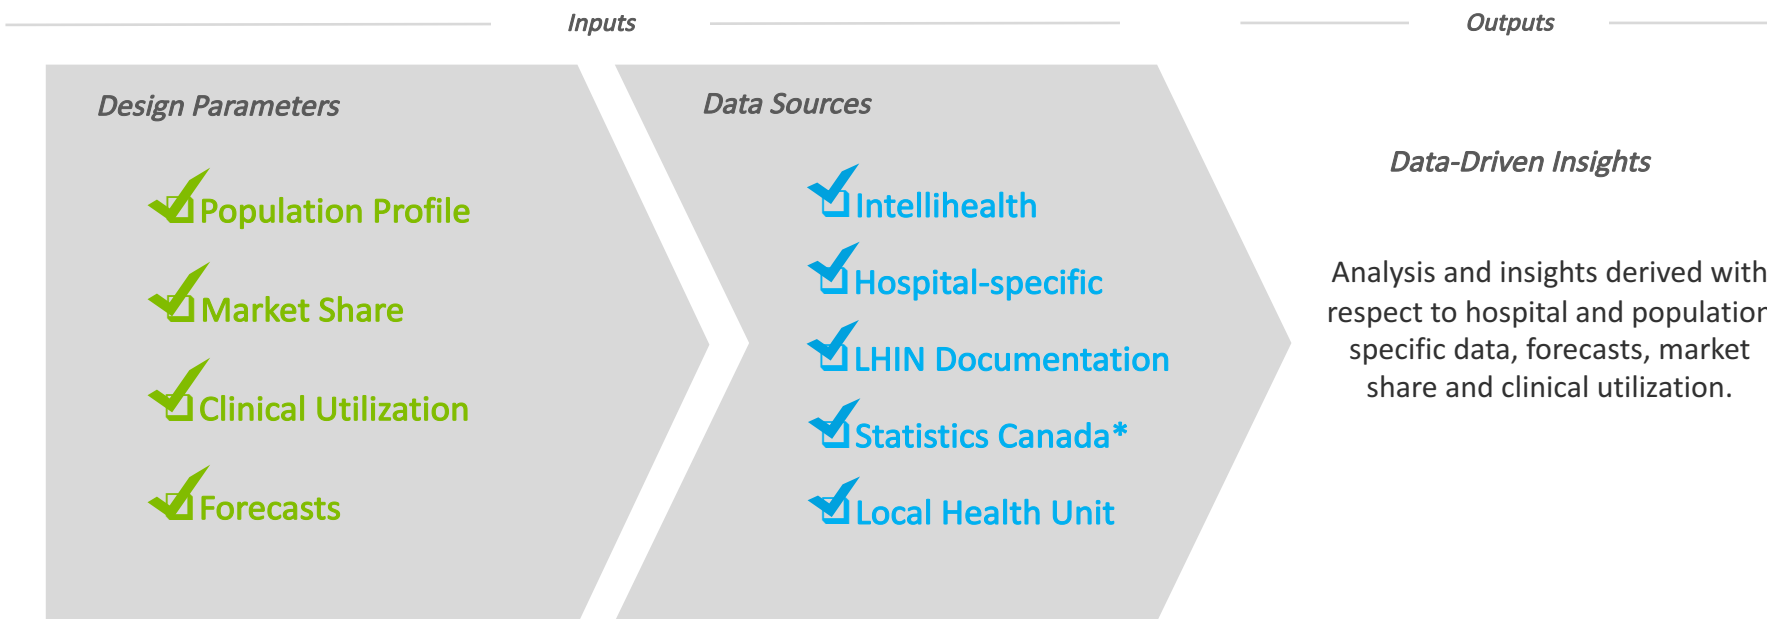 Inputs
Outputs
Design Parameters
Population Profile
Market Share
Clinical Utilization
Forecasts
Data Sources
Intellihealth
Hospital-specific
LHIN Documentation
Statistics Canada*
Local Health Unit
Data-Driven Insights
Analysis and insights derived with
respect to hospital and population
specific data, forecasts, market
share and clinical utilization.